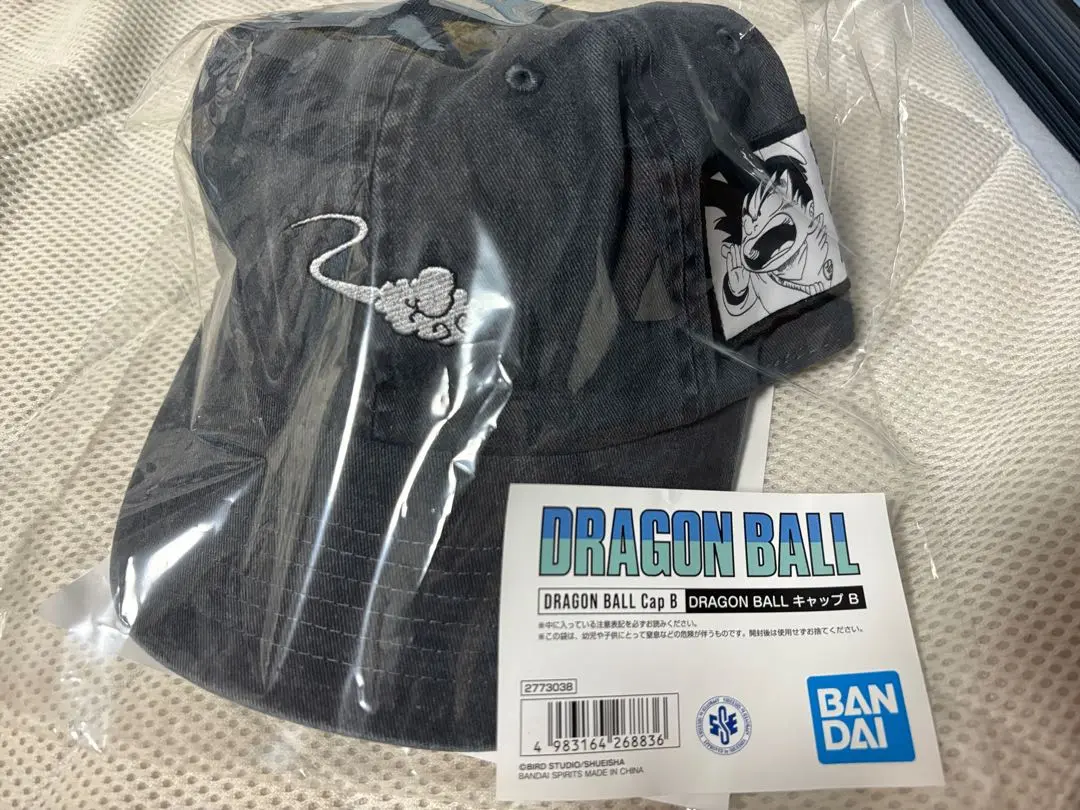 DRAGON BALL
DRAGON BALL Cap B DRAGON BALL キャップ B
※中に入っている注意表記を必ずお読みください。
※この袋は、幼児や子供にとって窒息などの危険が伴うものです。開封後は使用せずお捨てください。
2773038
BAN
DAI
4 983164 268836
©BIRD STUDIO/SHUEISHA
BANDAI SPIRITS MADE IN CHINA